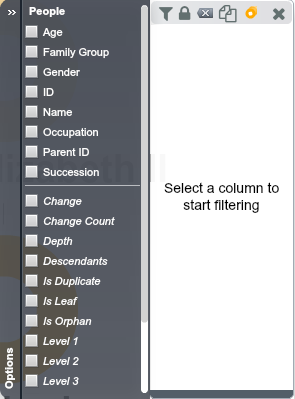 »
People
Age
Family Group
Gender
ID
Name
Occupation
Parent ID
Succession
Change
Change Count
Depth
Descendants
Is Duplicate
Is Leaf
Is Orphan
Level 1
Level 2
Level 3
Options
Select a column to
start filtering